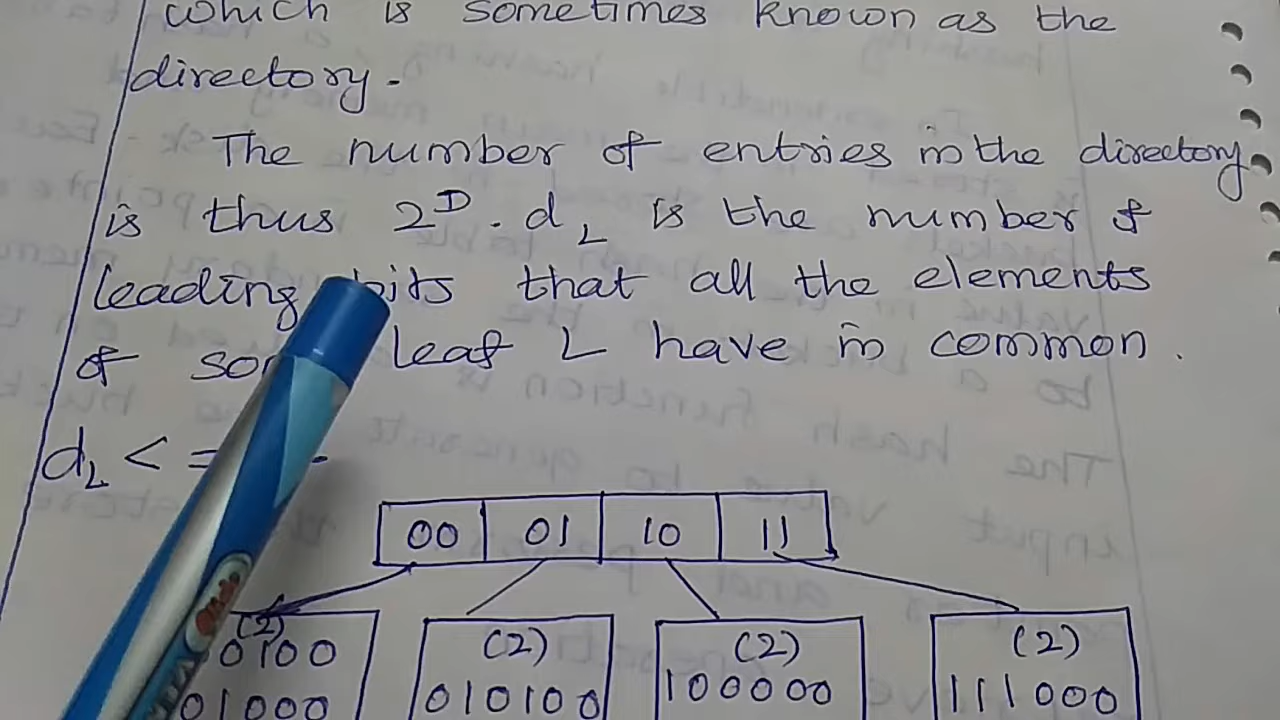 which is sometimes known as the
directory.
The number of entries in the directory
is thus 2^D. d_L is the number of
leading bits that all the elements
of leaf L have in common.
d_L < =
00 01 10 11
(2) (2) (2) (2)
0100
01000 010100 100000 111000